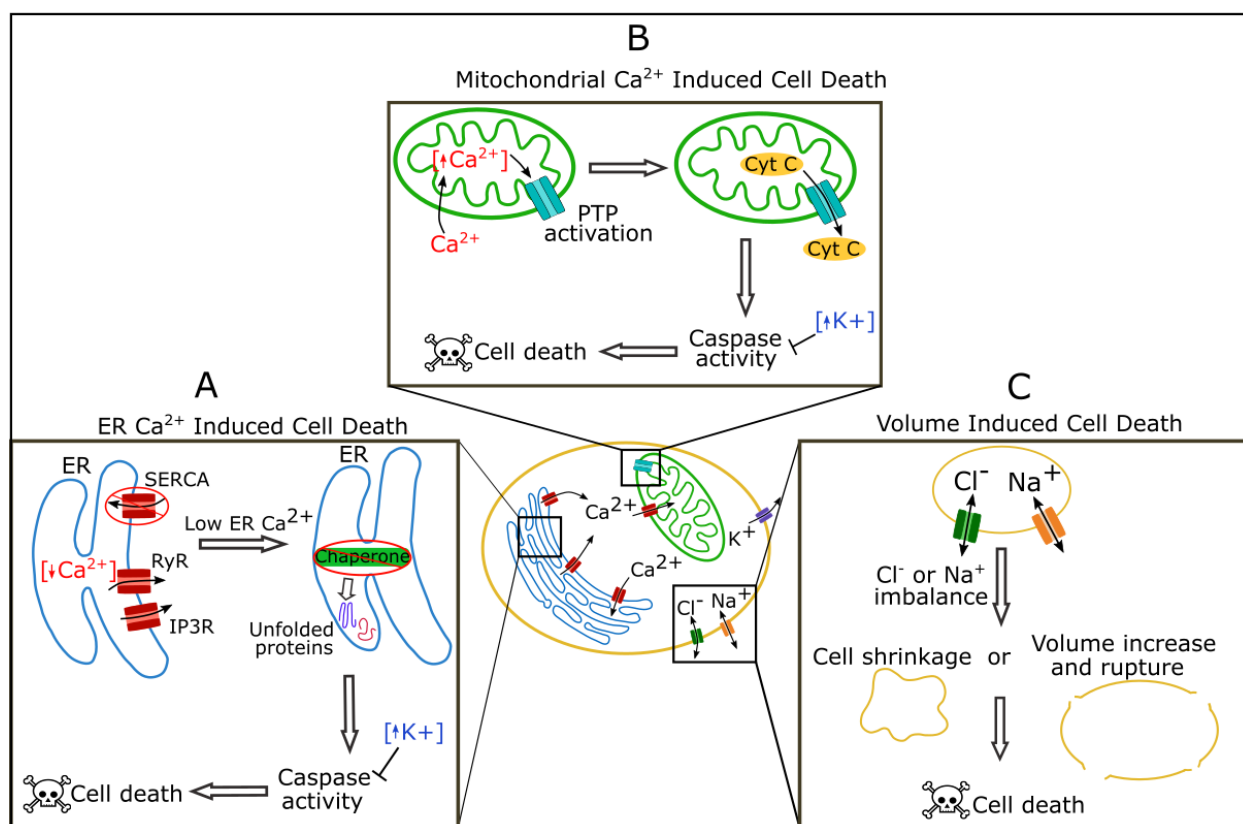 B
Mitochondrial Ca²⁺ Induced Cell Death
[↑Ca²⁺]
Ca²⁺
PTP
activation
Cyt C
Cyt C
[↑K+]
Caspase
activity
Cell death
A
ER Ca²⁺ Induced Cell Death
ER
SERCA
[↓Ca²⁺]
RyR
IP3R
Low ER Ca²⁺
ER
Chaperone
Unfolded
proteins
[↑K+]
Caspase
activity
Cell death
Ca²⁺
K⁺
Ca²⁺
Cl⁻ Na⁺
C
Volume Induced Cell Death
Cl⁻ Na⁺
Cl⁻ or Na⁺
imbalance
Cell shrinkage or
Volume increase
and rupture
Cell death